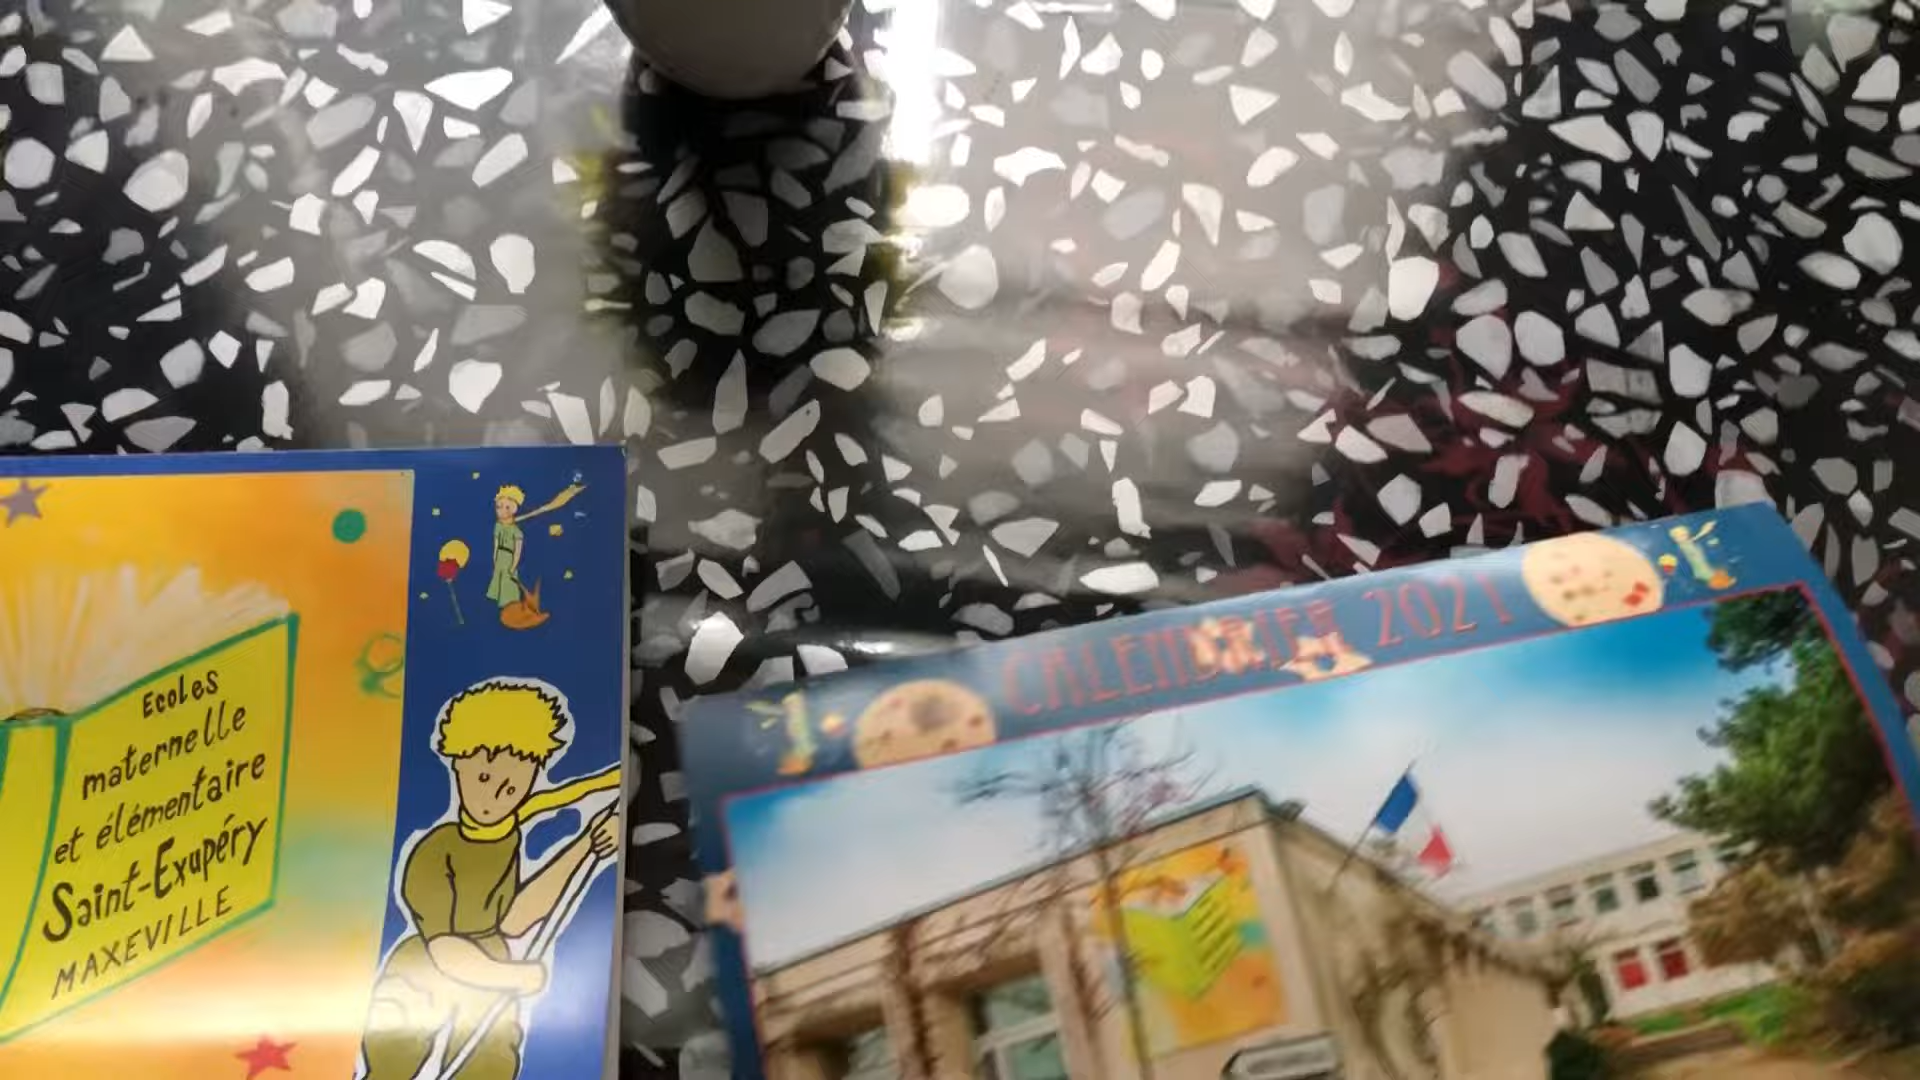 Ecoles
maternelle
et élémentaire
Saint-Exupéry
MAXEVILLE
CALENDRIER 2021